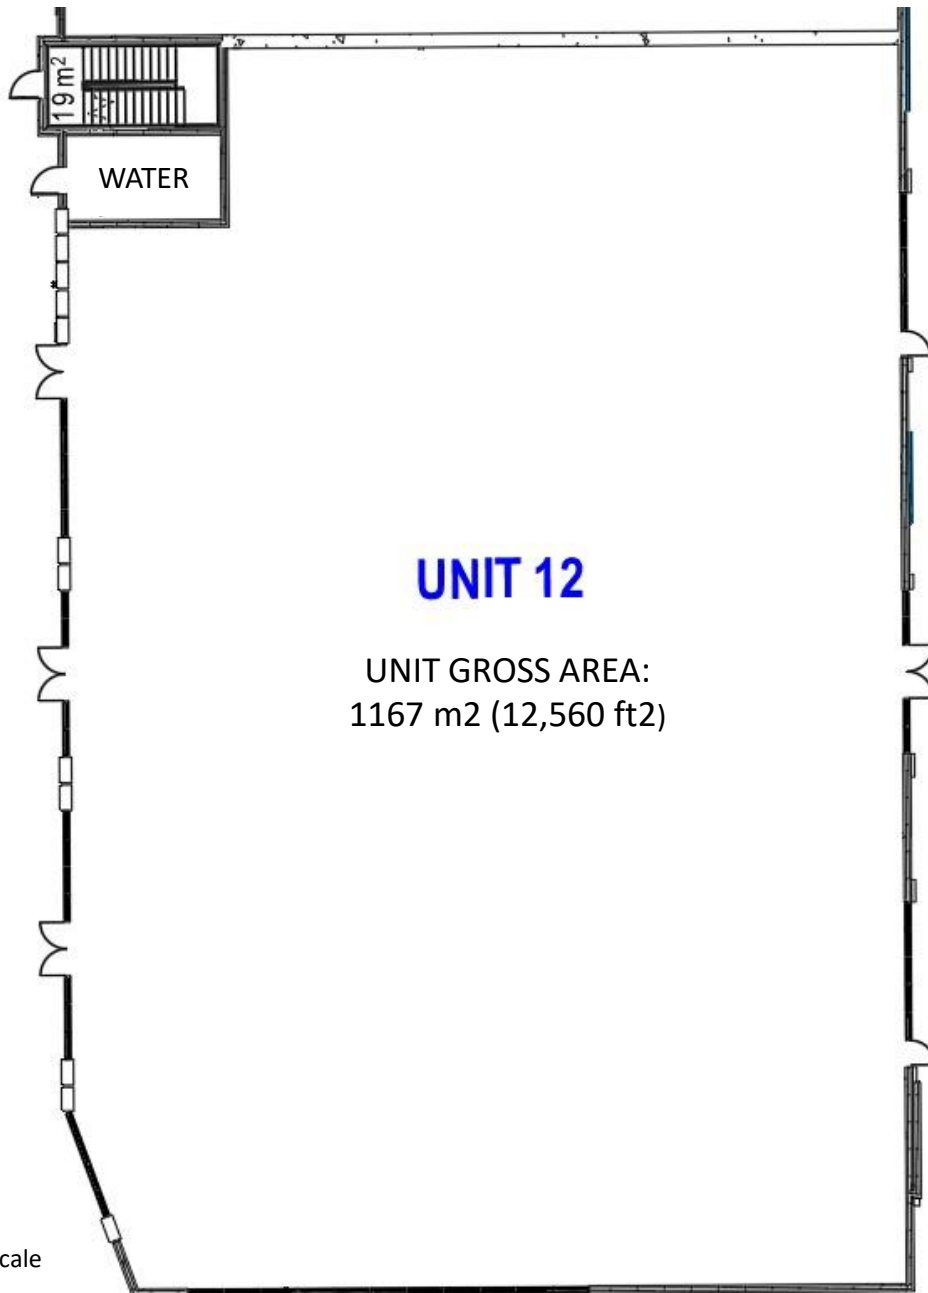 19 m²
WATER
UNIT 12
UNIT GROSS AREA:
1167 m2 (12,560 ft2)
cale